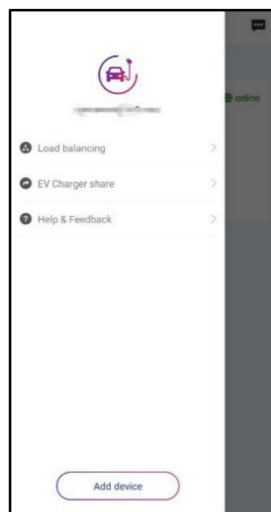 online
Load balancing
EV Charger share
Help & Feedback
Add device